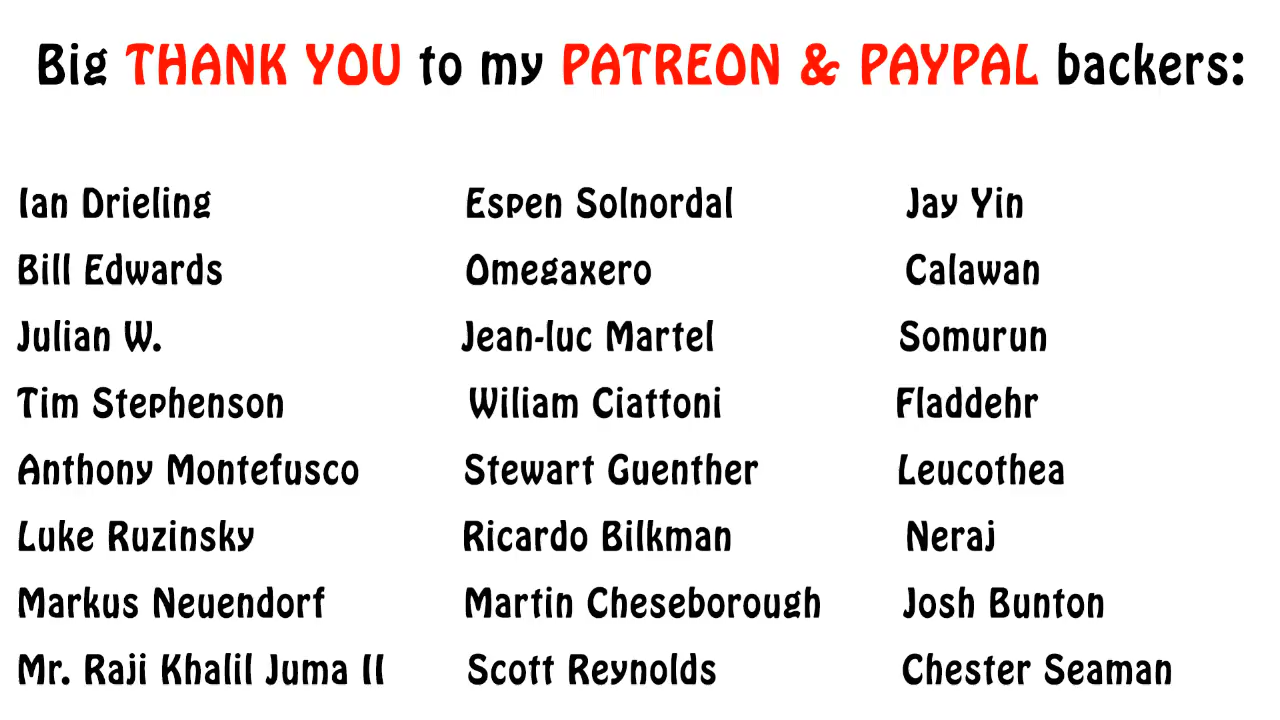 Big THANK YOU to my PATREON & PAYPAL backers:
Ian Drieling
Bill Edwards
Julian W.
Tim Stephenson
Anthony Montefusco
Luke Ruzinsky
Markus Neuendorf
Mr. Raji Khalil Juma II
Espen Solnordal
Omegaxero
Jean-luc Martel
Wiliam Ciattoni
Stewart Guenther
Ricardo Bilkman
Martin Cheseborough
Scott Reynolds
Jay Yin
Calawan
Somurun
Fladdehr
Leucothea
Neraj
Josh Bunton
Chester Seaman